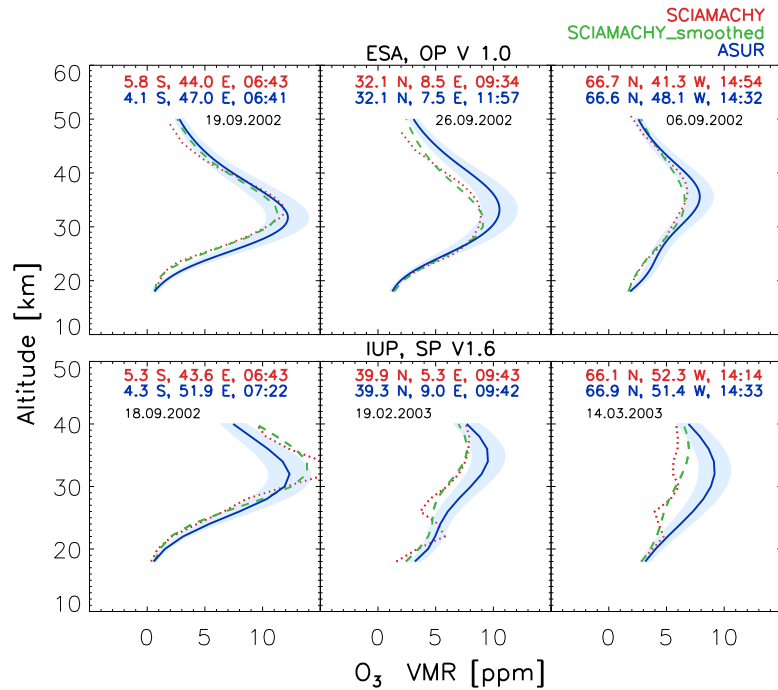 SCIAMACHY
SCIAMACHY_smoothed
ASUR
ESA, OP V 1.0
60
50
40
30
20
10
5.8 S, 44.0 E, 06:43
4.1 S, 47.0 E, 06:41
19.09.2002
32.1 N, 8.5 E, 09:34
32.1 N, 7.5 E, 11:57
26.09.2002
66.7 N, 41.3 W, 14:54
66.6 N, 48.1 W, 14:32
06.09.2002
Altitude [km]
IUP, SP V1.6
50
40
30
20
10
5.3 S, 43.6 E, 06:43
4.3 S, 51.9 E, 07:22
18.09.2002
39.9 N, 5.3 E, 09:43
39.3 N, 9.0 E, 09:42
19.02.2003
66.1 N, 52.3 W, 14:14
66.9 N, 51.4 W, 14:33
14.03.2003
0 5 10 0 5 10 0 5 10
O₃ VMR [ppm]